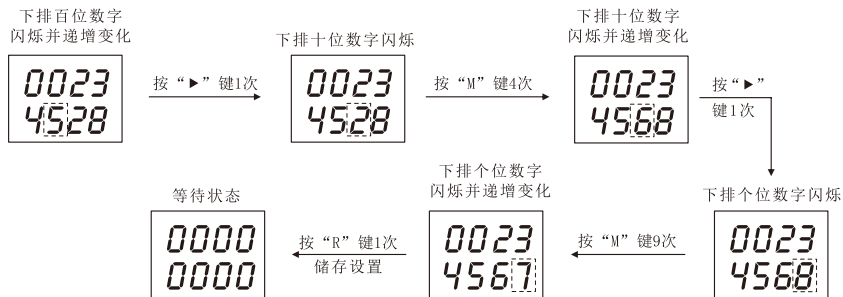 下排百位数字
闪烁并递增变化
0023
4528
按“▶”键1次
下排十位数字闪烁
0023
4528
按“M”键4次
下排十位数字
闪烁并递增变化
0023
4568
按“▶”
键1次
下排个位数字闪烁
0023
4568
按“M”键9次
下排个位数字
闪烁并递增变化
0023
4567
按“R”键1次
储存设置
等待状态
0000
0000